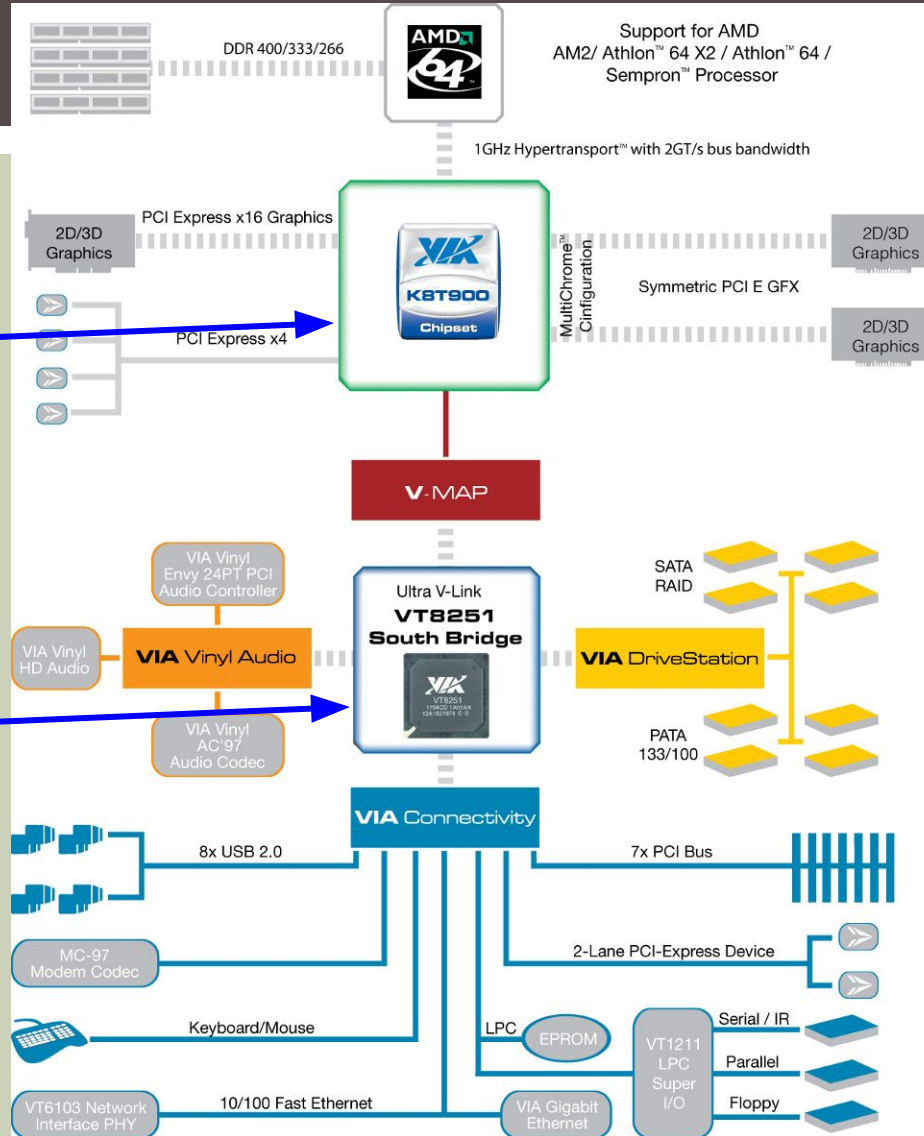 DDR 400/333/266
AMD
64
Support for AMD
AM2/ Athlon™ 64 X2 / Athlon™ 64 /
Sempron™ Processor
1GHz Hypertransport™ with 2GT/s bus bandwidth
2D/3D
Graphics
PCI Express x16 Graphics
VIA
K8T900
Chipset
MultiChrome™
Cinfiguration
Symmetric PCI E GFX
2D/3D
Graphics
2D/3D
Graphics
PCI Express x4
V-MAP
VIA Vinyl
Envy 24PT PCI
Audio Controller
VIA Vinyl
HD Audio
VIA Vinyl Audio
VIA Vinyl
AC'97
Audio Codec
Ultra V-Link
VT8251
South Bridge
VIA
VT8251
VIA DriveStation
SATA
RAID
PATA
133/100
VIA Connectivity
8x USB 2.0
7x PCI Bus
MC-97
Modem Codec
2-Lane PCI-Express Device
Keyboard/Mouse
LPC
EPROM
VT1211
LPC
Super
I/O
Serial / IR
Parallel
Floppy
VT6103 Network
Interface PHY
10/100 Fast Ethernet
VIA Gigabit
Ethernet